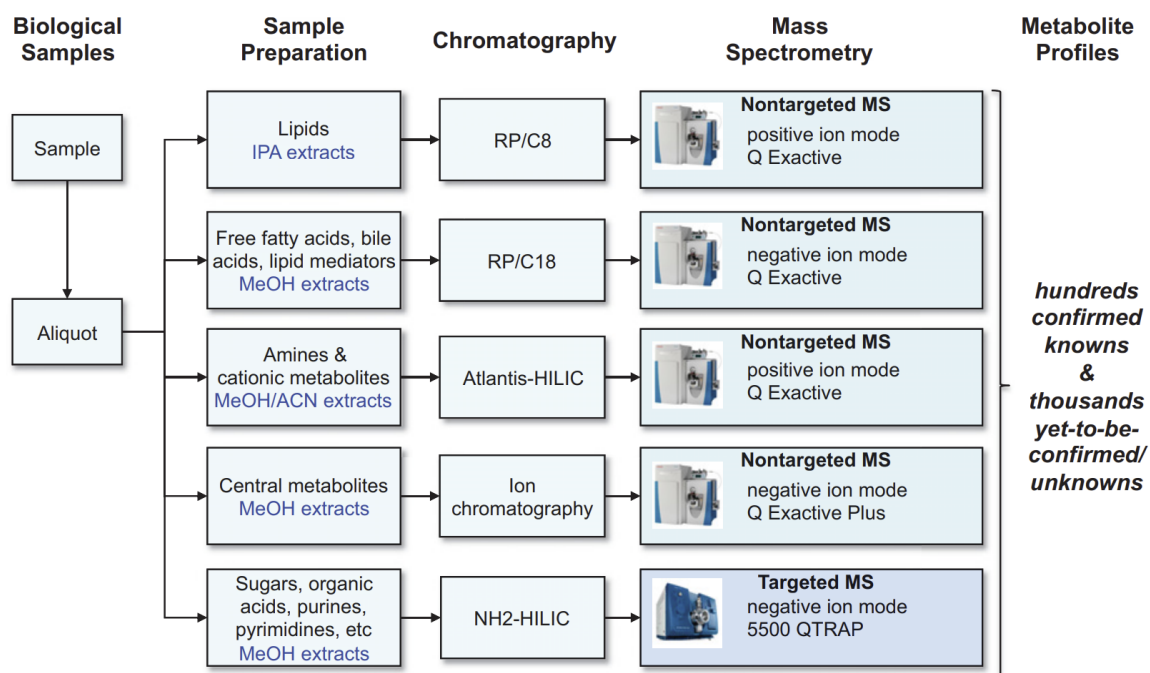 Biological
Samples
Sample
Preparation
Chromatography
Mass
Spectrometry
Metabolite
Profiles
Sample
Aliquot
Lipids
IPA extracts
RP/C8
Nontargeted MS
positive ion mode
Q Exactive
Free fatty acids, bile
acids, lipid mediators
MeOH extracts
RP/C18
Nontargeted MS
negative ion mode
Q Exactive
Amines &
cationic metabolites
MeOH/ACN extracts
Atlantis-HILIC
Nontargeted MS
positive ion mode
Q Exactive
Central metabolites
MeOH extracts
Ion
chromatography
Nontargeted MS
negative ion mode
Q Exactive Plus
Sugars, organic
acids, purines,
pyrimidines, etc
MeOH extracts
NH2-HILIC
Targeted MS
negative ion mode
5500 QTRAP
hundreds
confirmed
knowns
&
thousands
yet-to-be-
confirmed/
unknowns